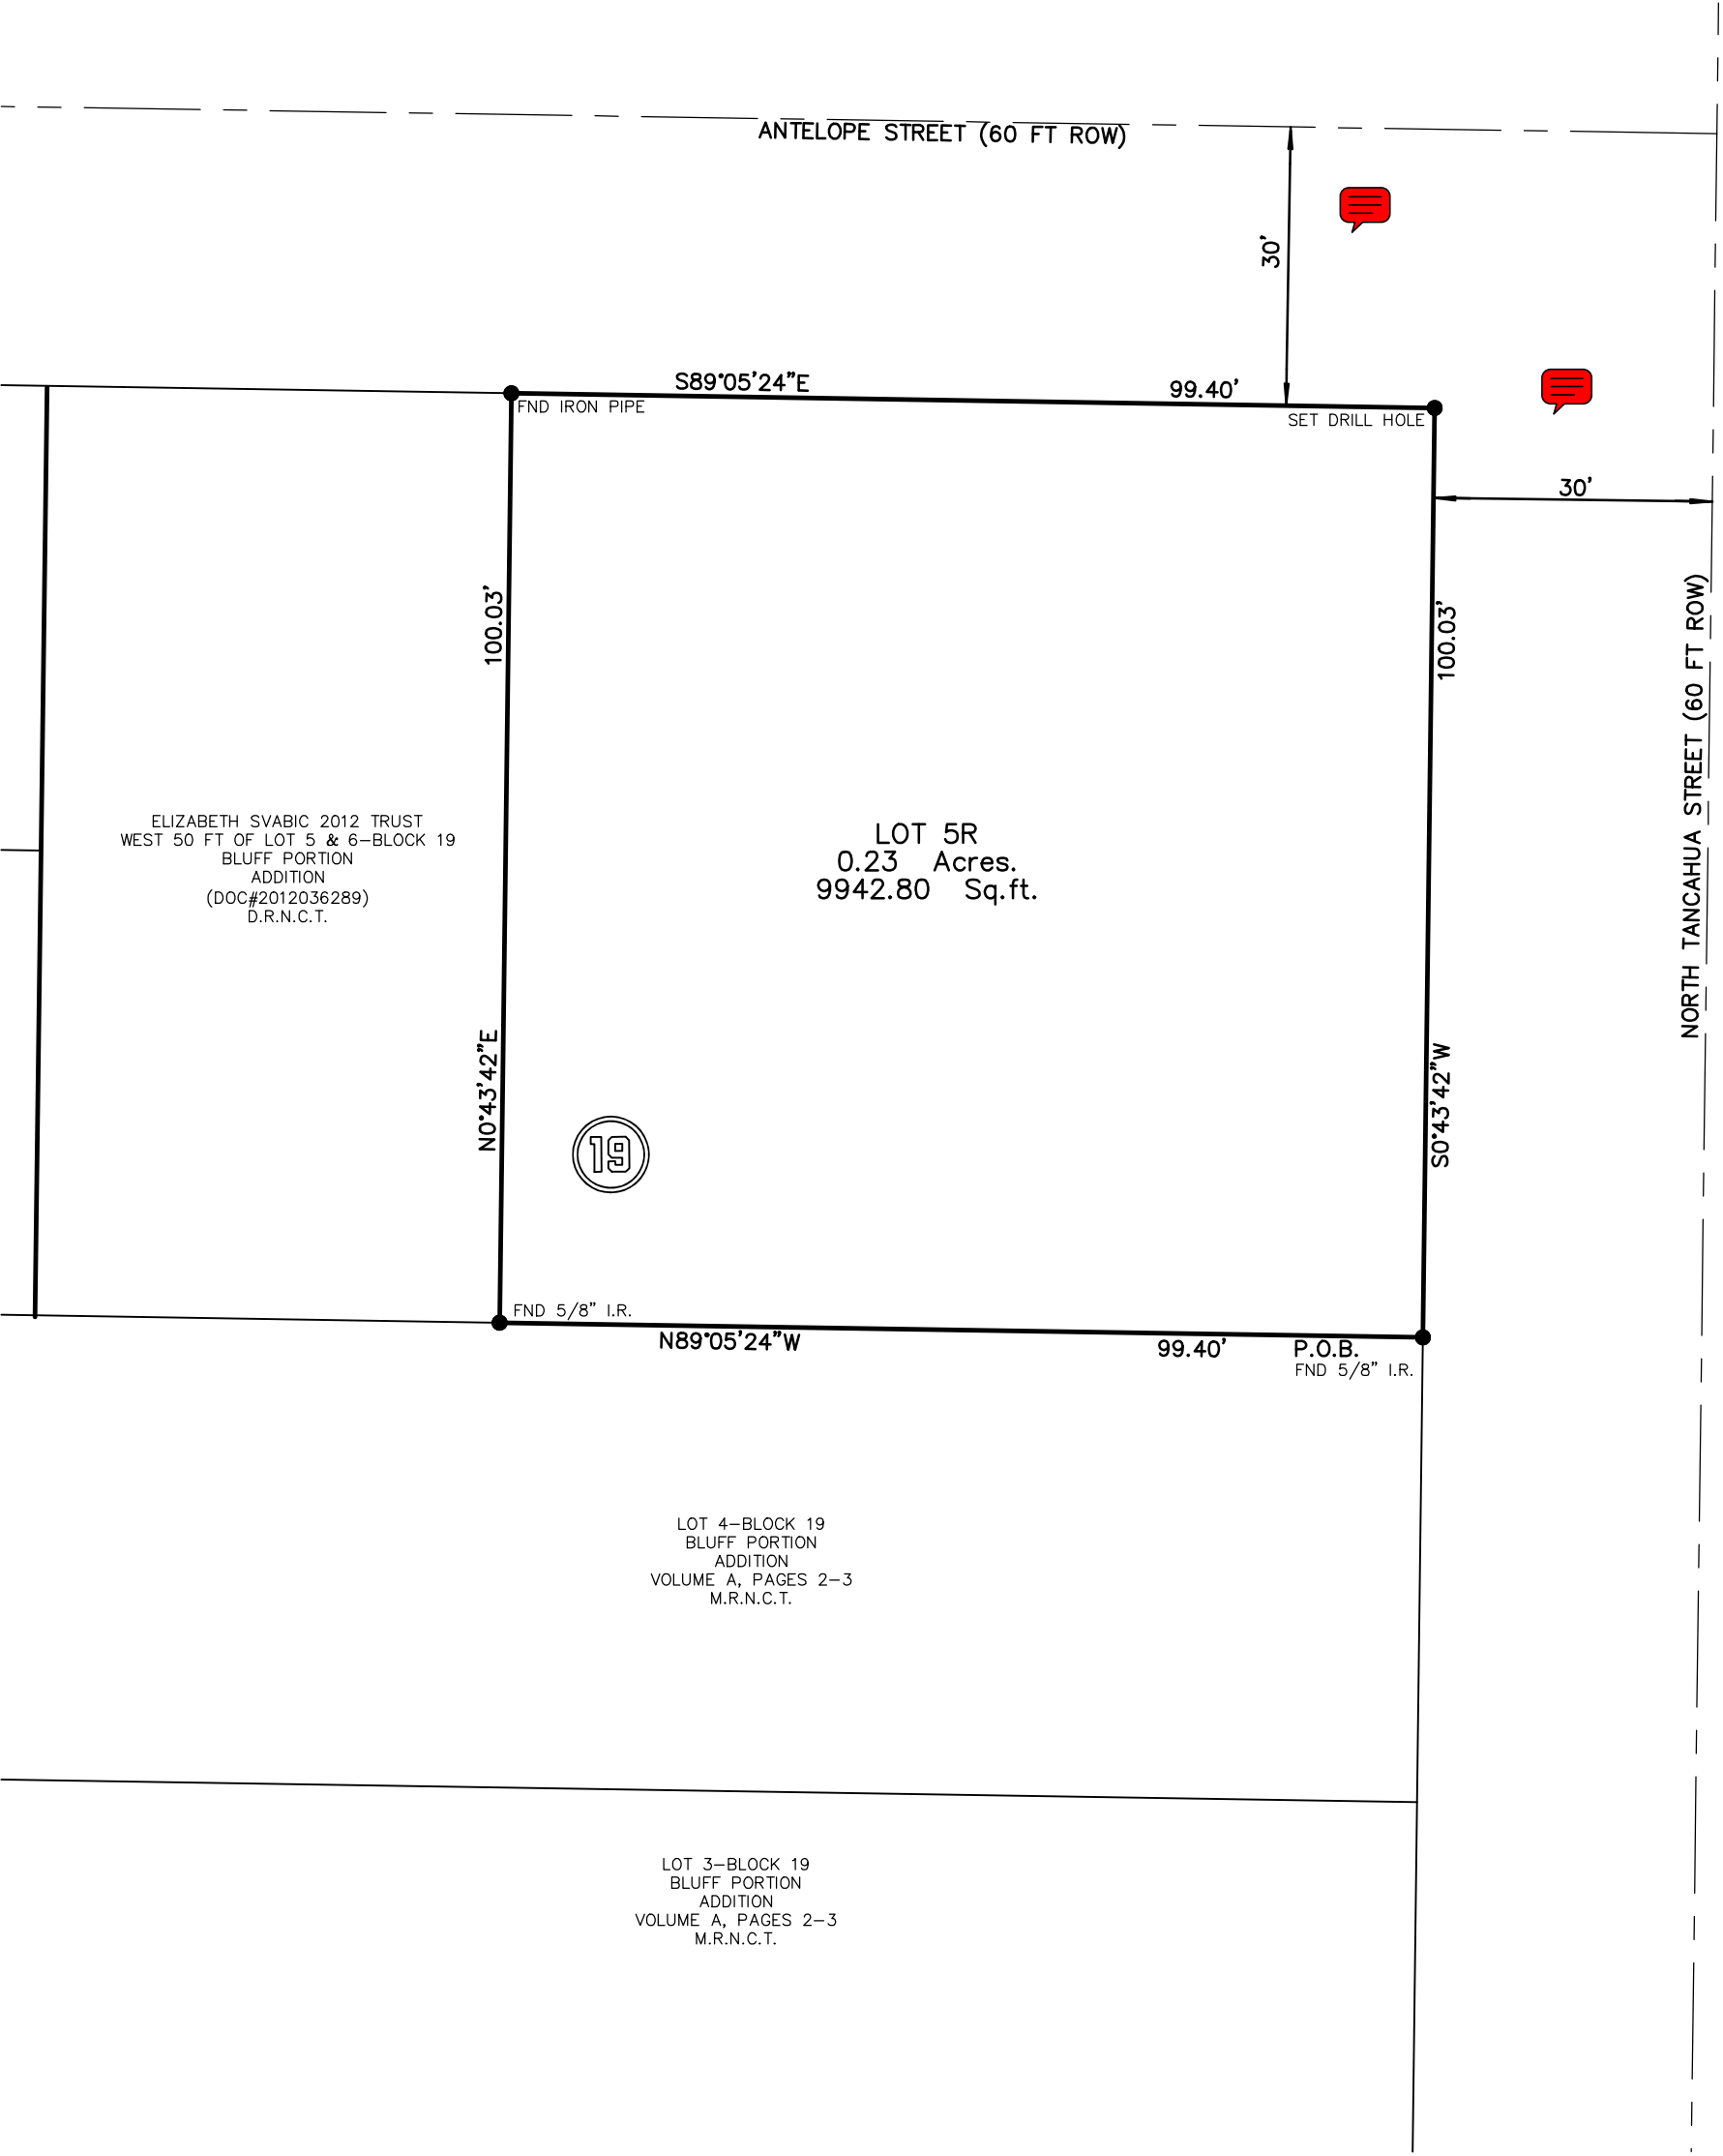 ANTELOPE STREET (60 FT ROW)
30'
S89°05'24"E
99.40'
FND IRON PIPE
SET DRILL HOLE
30'
100.03'
100.03'
NORTH TANCAHUA STREET (60 FT ROW)
ELIZABETH SVABIC 2012 TRUST
WEST 50 FT OF LOT 5 & 6-BLOCK 19
BLUFF PORTION
ADDITION
(DOC#2012036289)
D.R.N.C.T.
LOT 5R
0.23 Acres.
9942.80 Sq.ft.
N0°43'42"E
S0°43'42"W
19
FND 5/8" I.R.
N89°05'24"W
99.40'
P.O.B.
FND 5/8" I.R.
LOT 4-BLOCK 19
BLUFF PORTION
ADDITION
VOLUME A, PAGES 2-3
M.R.N.C.T.
LOT 3-BLOCK 19
BLUFF PORTION
ADDITION
VOLUME A, PAGES 2-3
M.R.N.C.T.